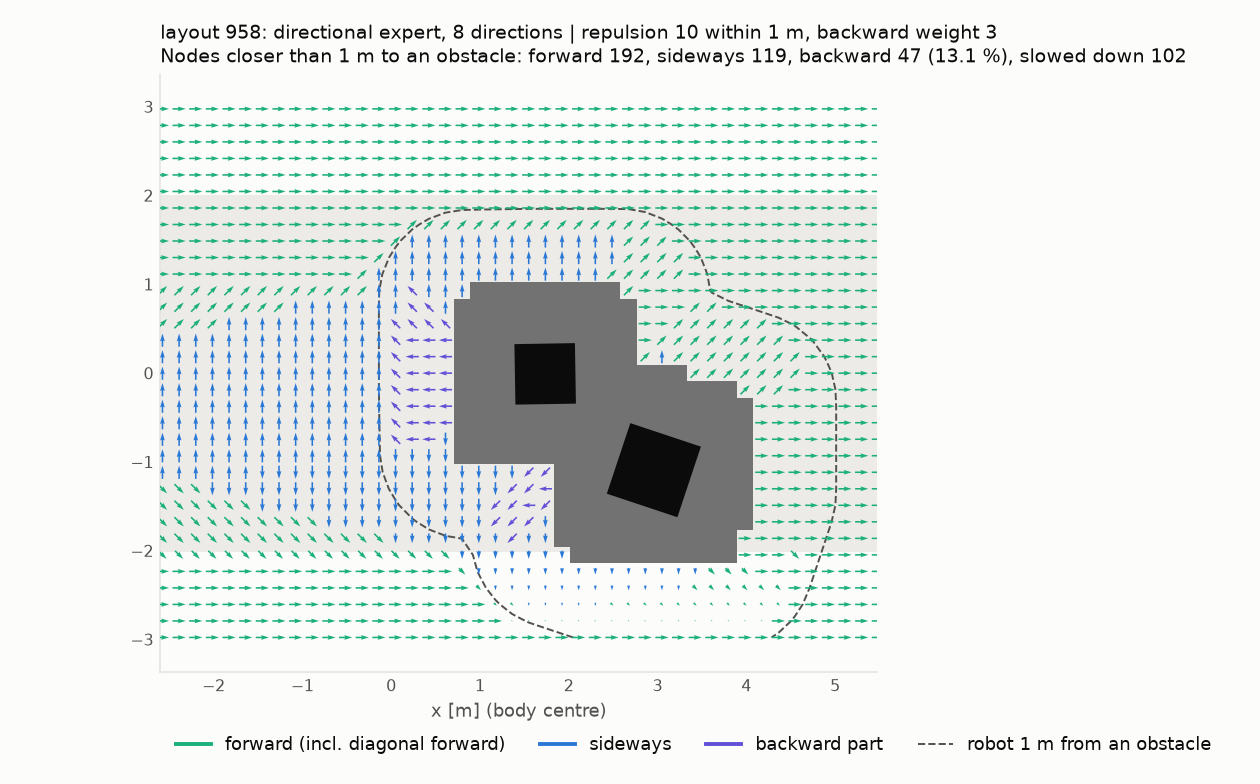 layout 958: directional expert, 8 directions | repulsion 10 within 1 m, backward weight 3
Nodes closer than 1 m to an obstacle: forward 192, sideways 119, backward 47 (13.1 %), slowed down 102
3
2
1
0
−1
−2
−3
−2 −1 0 1 2 3 4 5
x [m] (body centre)
forward (incl. diagonal forward) sideways backward part robot 1 m from an obstacle